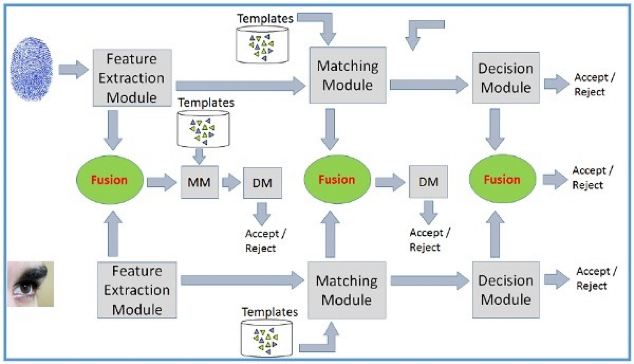 Templates
Feature
Extraction
Module
Matching
Module
Decision
Module
Accept /
Reject
Templates
Fusion
MM
DM
Fusion
DM
Fusion
Accept /
Reject
Accept /
Reject
Accept /
Reject
Feature
Extraction
Module
Matching
Module
Decision
Module
Accept /
Reject
Templates